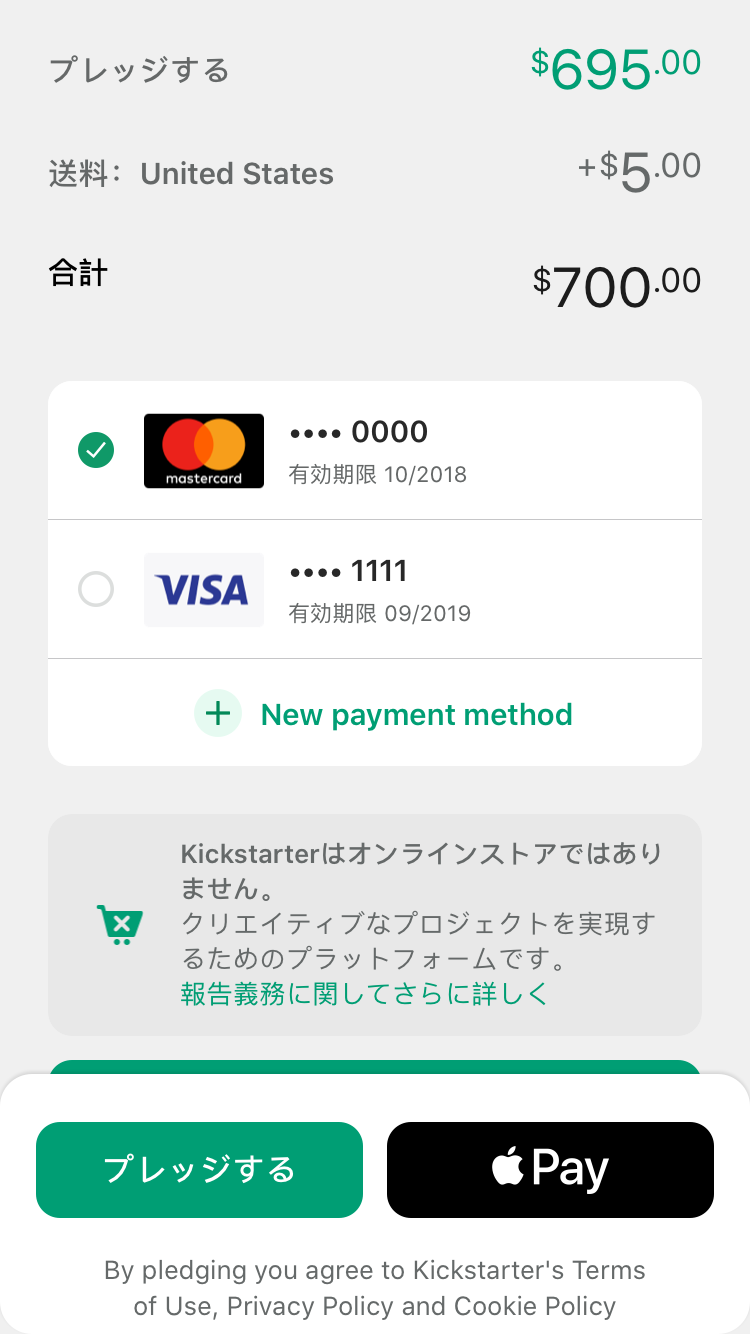 プレッジする $695.00
送料： United States +$5.00
合計 $700.00
mastercard
•••• 0000
有効期限 10/2018
VISA
•••• 1111
有効期限 09/2019
New payment method
Kickstarterはオンラインストアではあり
ません。
クリエイティブなプロジェクトを実現す
るためのプラットフォームです。
報告義務に関してさらに詳しく
プレッジする
Pay
By pledging you agree to Kickstarter's Terms
of Use, Privacy Policy and Cookie Policy